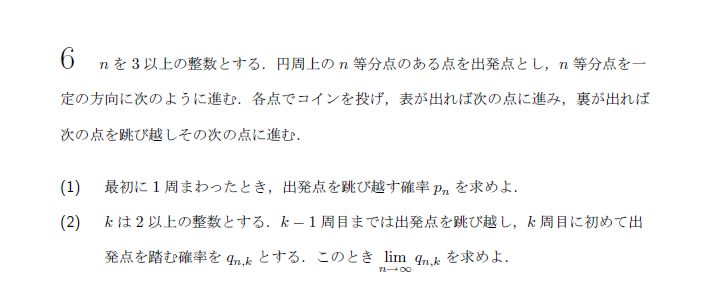 6 n を 3 以上の整数とする．円周上の n 等分点のある点を出発点とし，n 等分点を一
定の方向に次のように進む．各点でコインを投げ，表が出れば次の点に進み，裏が出れば
次の点を跳び越しその次の点に進む．
(1) 最初に 1 周まわったとき，出発点を跳び越す確率 p_n を求めよ．
(2) k は 2 以上の整数とする．k − 1 周目までは出発点を跳び越し，k 周目に初めて出
発点を踏む確率を q_{n,k} とする．このとき lim_{n→∞} q_{n,k} を求めよ．